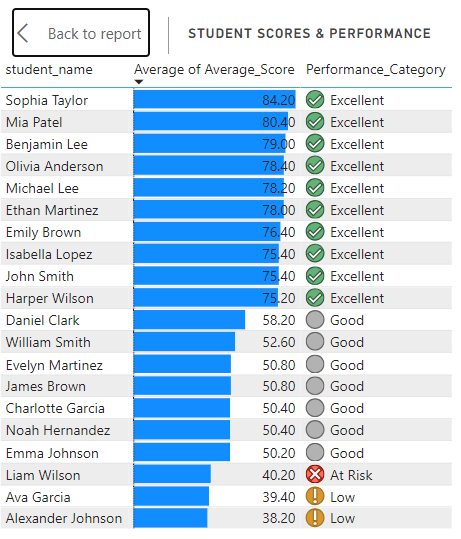 Back to report
STUDENT SCORES & PERFORMANCE
student_name Average of Average_Score Performance_Category
Sophia Taylor 84.20 Excellent
Mia Patel 80.40 Excellent
Benjamin Lee 79.00 Excellent
Olivia Anderson 78.40 Excellent
Michael Lee 78.20 Excellent
Ethan Martinez 78.00 Excellent
Emily Brown 76.40 Excellent
Isabella Lopez 75.40 Excellent
John Smith 75.40 Excellent
Harper Wilson 75.20 Excellent
Daniel Clark 58.20 Good
William Smith 52.60 Good
Evelyn Martinez 50.80 Good
James Brown 50.80 Good
Charlotte Garcia 50.40 Good
Noah Hernandez 50.40 Good
Emma Johnson 50.20 Good
Liam Wilson 40.20 At Risk
Ava Garcia 39.40 Low
Alexander Johnson 38.20 Low